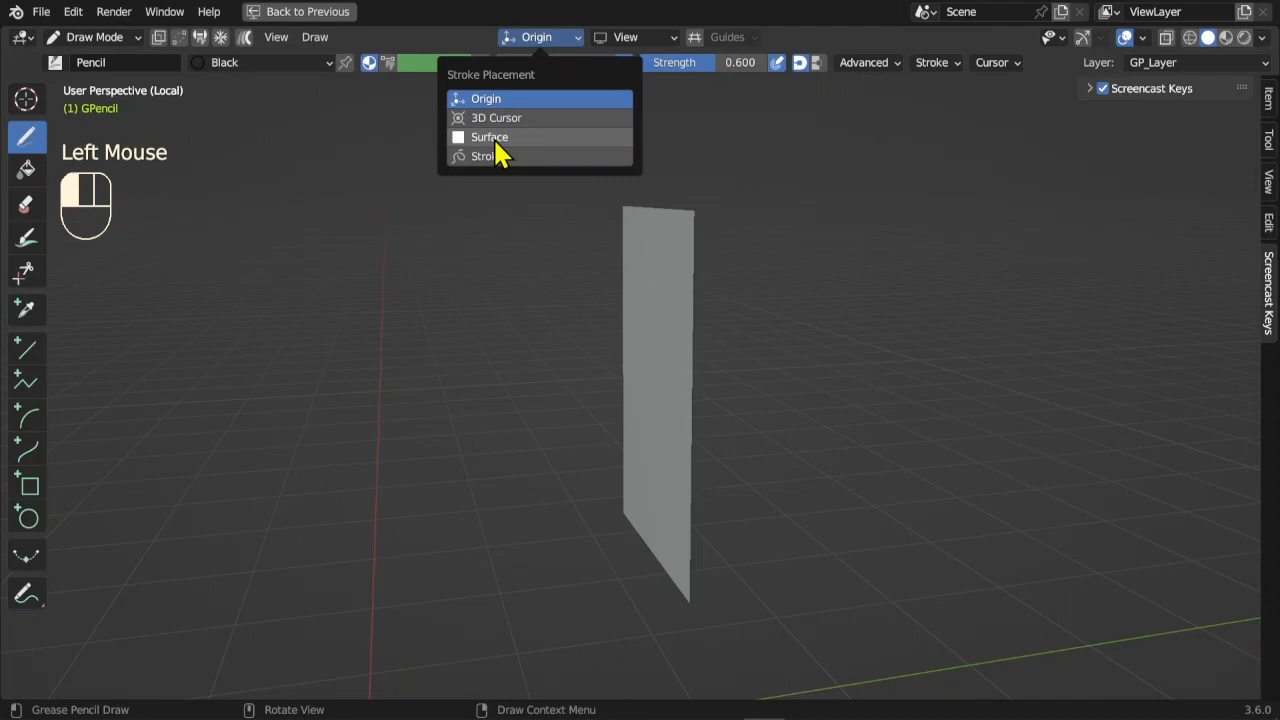 File Edit Render Window Help Back to Previous Scene ViewLayer
Draw Mode View Draw Origin View Guides
Pencil Black Strength 0.600 Advanced Stroke Cursor Layer: GP_Layer
User Perspective (Local)
(1) GPencil
Stroke Placement
Origin
3D Cursor
Surface
Left Mouse
Screencast Keys
Item
Tool
View
Edit
Screencast Keys
Grease Pencil Draw Rotate View Draw Context Menu 3.6.0